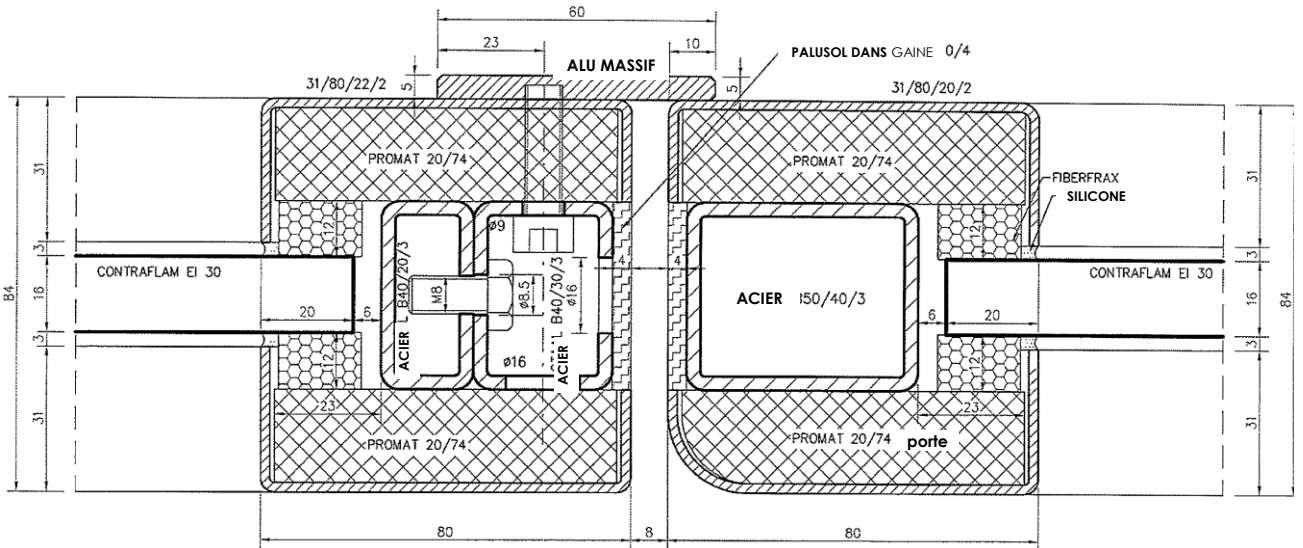 60
23
10
ALU MASSIF
PALUSOL DANS GAINE 0/4
31/80/22/2
5
5
31/80/20/2
PROMAT 20/74
PROMAT 20/74
FIBERFRAX
SILICONE
31
31
12
12
Ø9
3
3
CONTRAFLAM EI 30
CONTRAFLAM EI 30
84
16
M8
Ø8.5
B40/30/3
Ø16
4
4
ACIER
50/40/3
16
84
20
6
ACIER
B40/20/3
6
20
3
3
Ø16
ACIER
12
12
23
23
31
31
PROMAT 20/74
PROMAT 20/74 porte
80
8
80